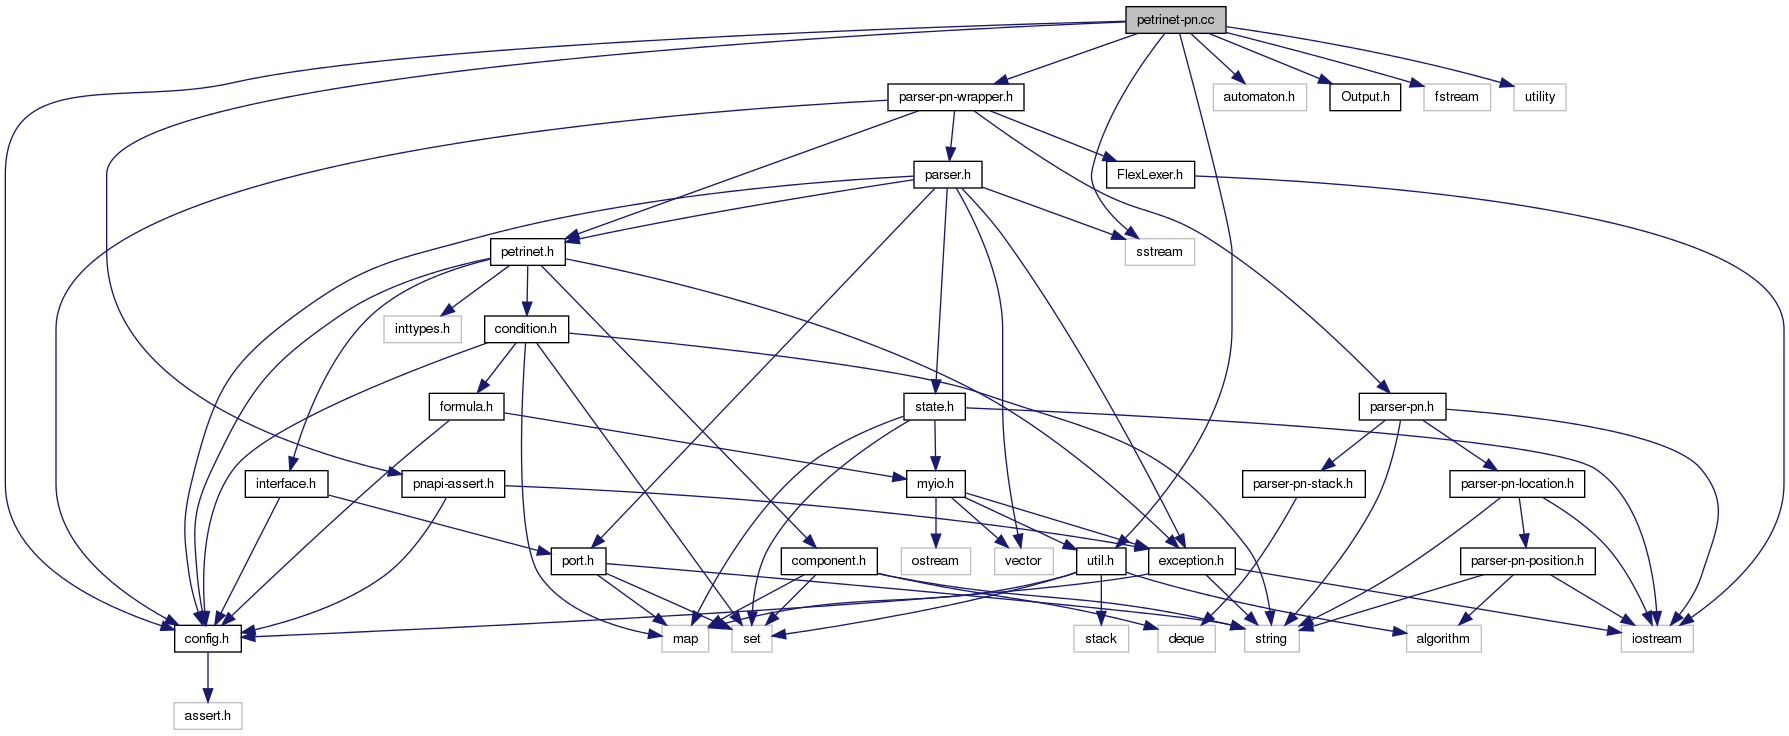 petrinet-pn.cc
parser-pn-wrapper.h
automaton.h
Output.h
fstream
utility
parser.h
FlexLexer.h
petrinet.h
sstream
inttypes.h
condition.h
formula.h
state.h
parser-pn.h
interface.h
pnapi-assert.h
myio.h
parser-pn-stack.h
parser-pn-location.h
port.h
component.h
ostream
vector
util.h
exception.h
parser-pn-position.h
config.h
map
set
stack
deque
string
algorithm
iostream
assert.h